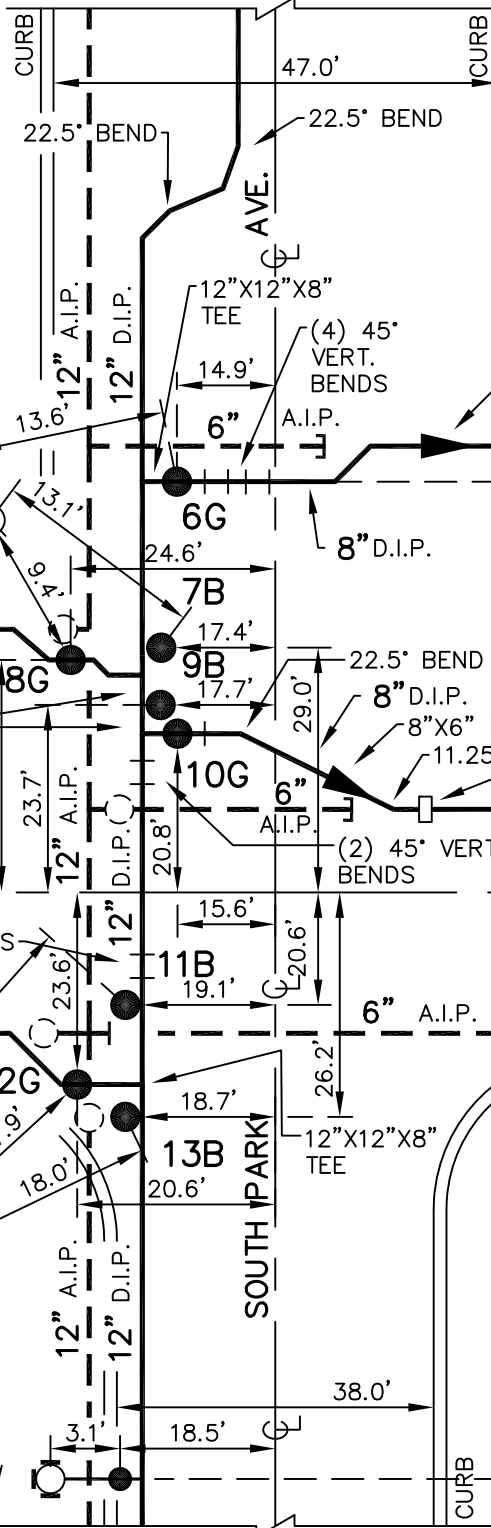 CURB
CURB
47.0'
22.5° BEND
22.5° BEND
AVE.
℄
12" A.I.P.
12" D.I.P.
12"X12"X8"
TEE
(4) 45°
VERT.
BENDS
14.9'
13.6'
6"
A.I.P.
13.1'
6G
8" D.I.P.
9.4'
24.6'
7B
17.4'
8G
9B
22.5° BEND
17.7'
29.0'
8" D.I.P.
8"X6"
11.25
10G
23.7'
12" A.I.P.
12" D.I.P.
20.8'
6"
A.I.P.
(2) 45° VERT
BENDS
15.6'
20.6'
S
11B
23.6'
19.1'
℄
6" A.I.P.
26.2'
2G
18.7'
12"X12"X8"
TEE
7.9'
13B
18.0'
20.6'
SOUTH PARK
12" A.I.P.
12" D.I.P.
38.0'
3.1'
18.5'
℄
CURB